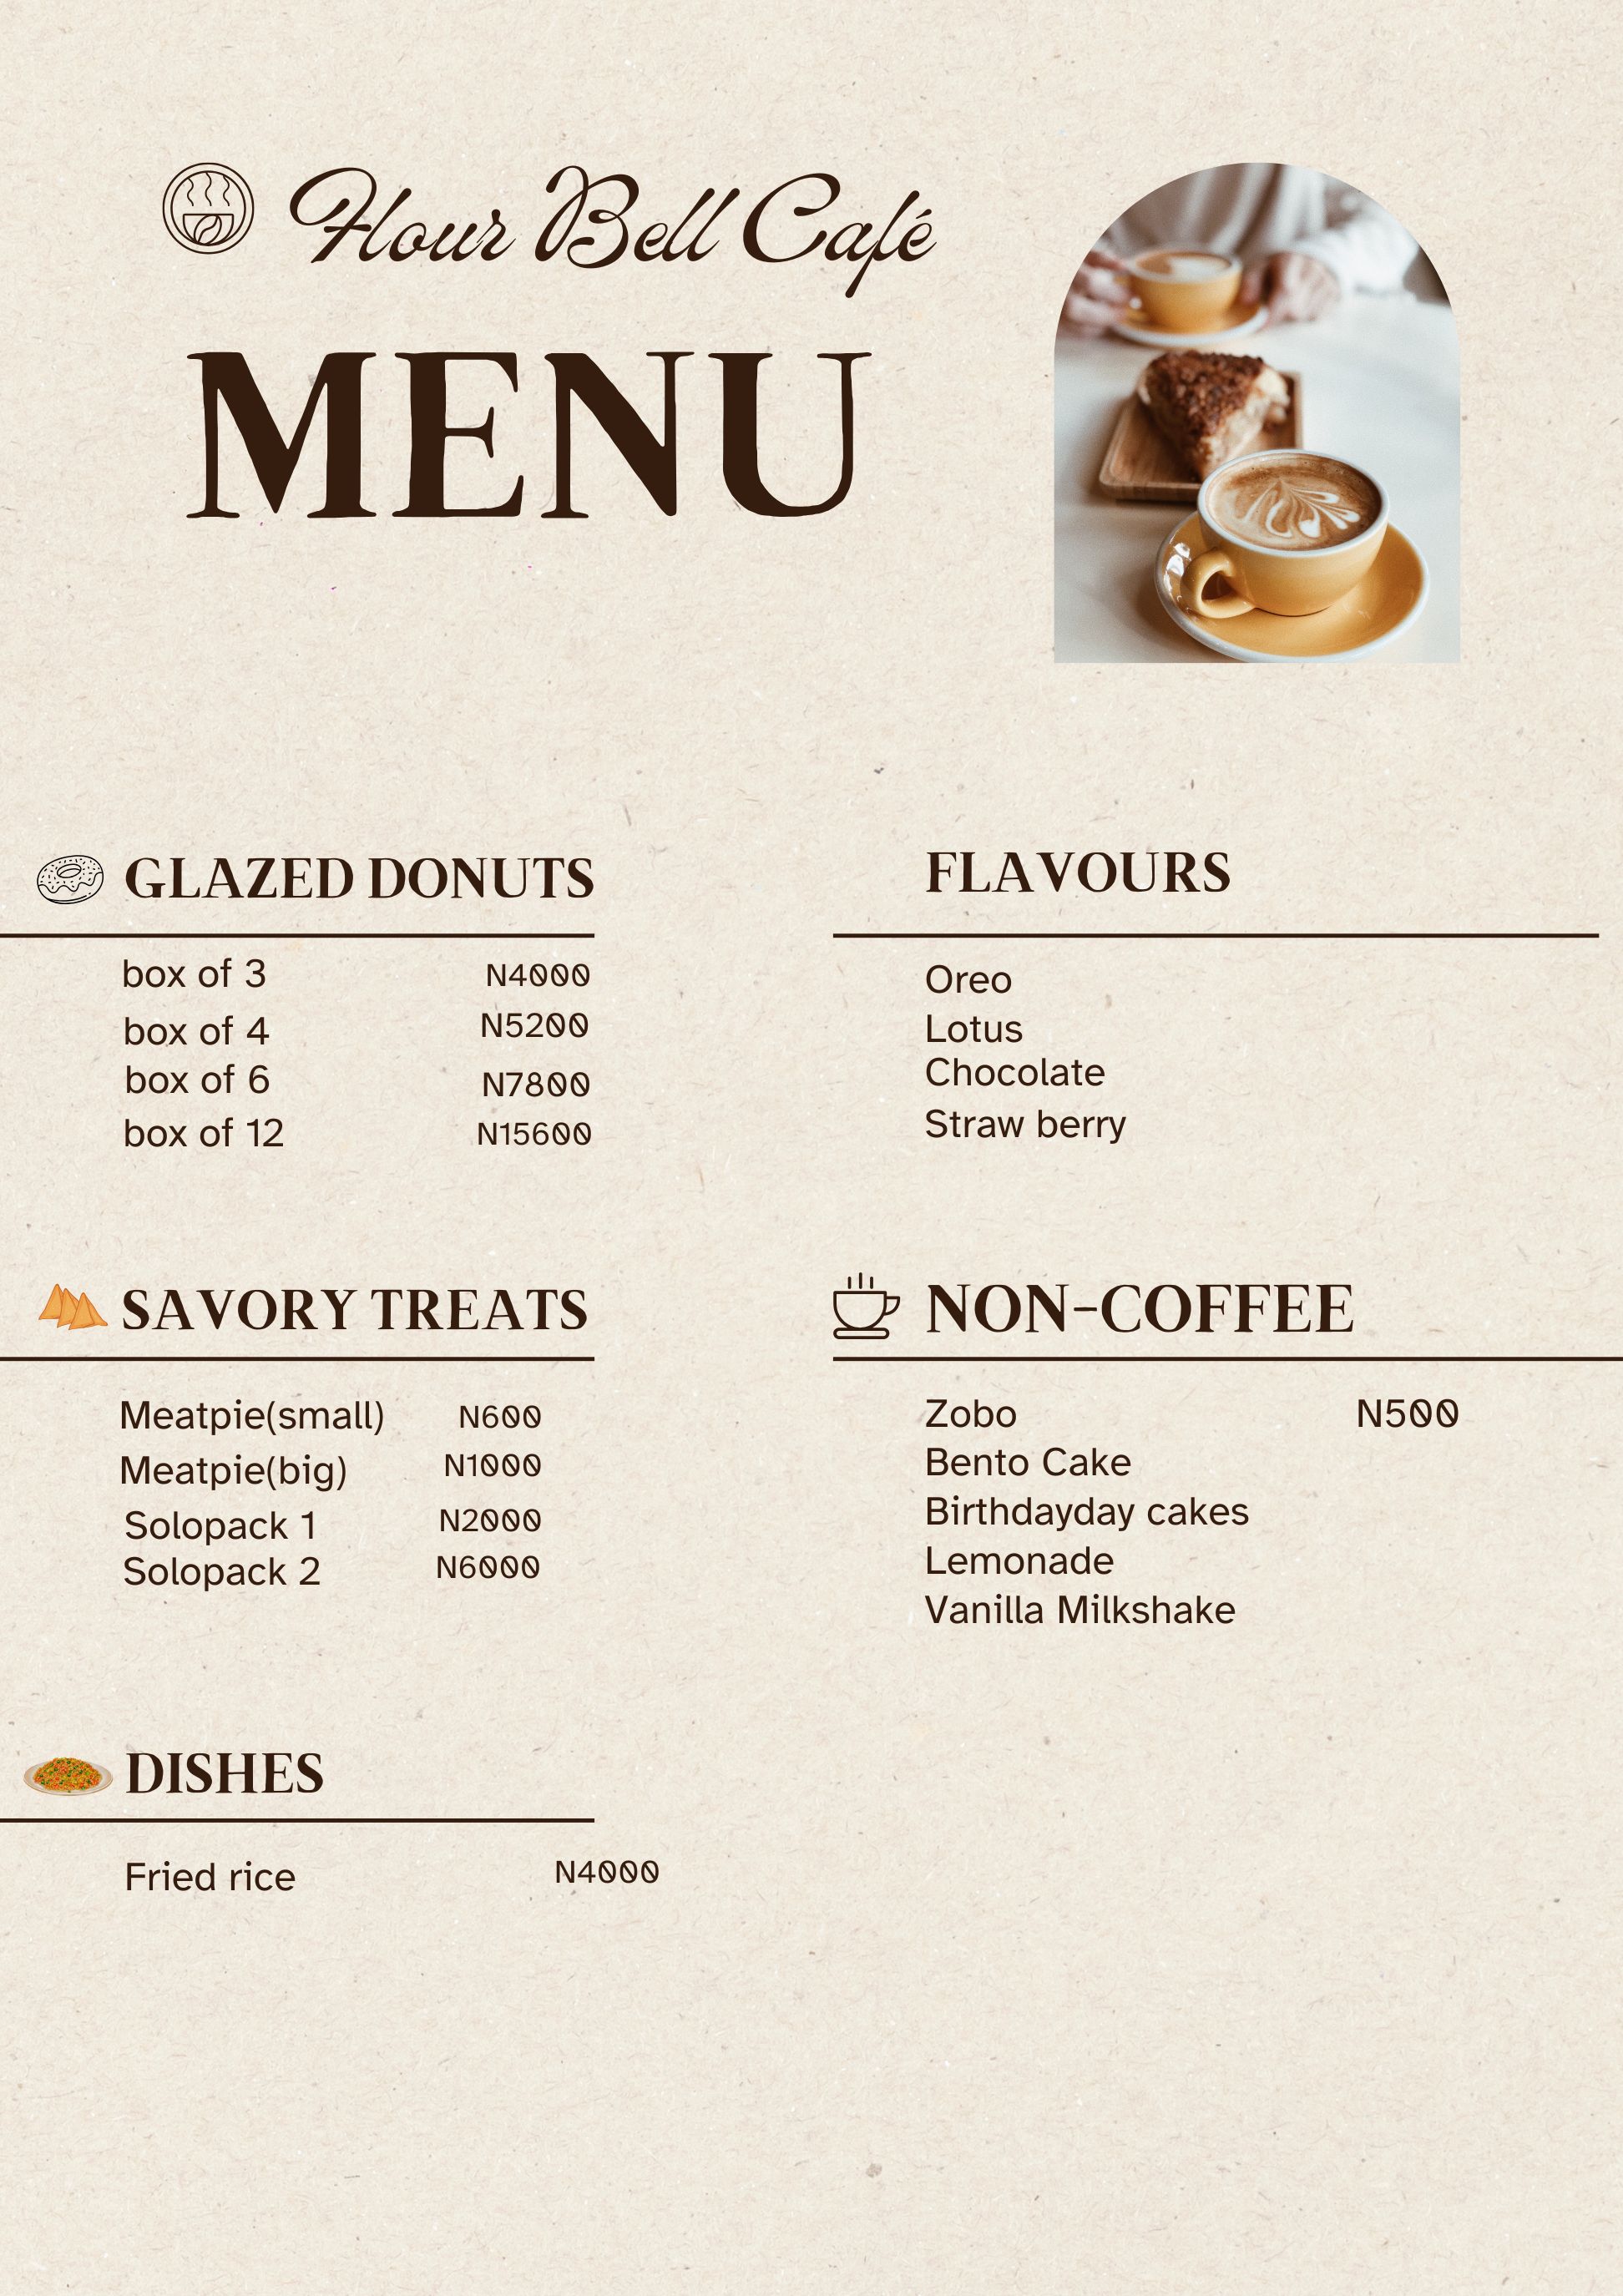 Flour Bell Café
MENU
GLAZED DONUTS
box of 3 N4000
box of 4 N5200
box of 6 N7800
box of 12 N15600
FLAVOURS
Oreo
Lotus
Chocolate
Straw berry
SAVORY TREATS
Meatpie(small) N600
Meatpie(big) N1000
Solopack 1 N2000
Solopack 2 N6000
NON-COFFEE
Zobo N500
Bento Cake
Birthdayday cakes
Lemonade
Vanilla Milkshake
DISHES
Fried rice N4000